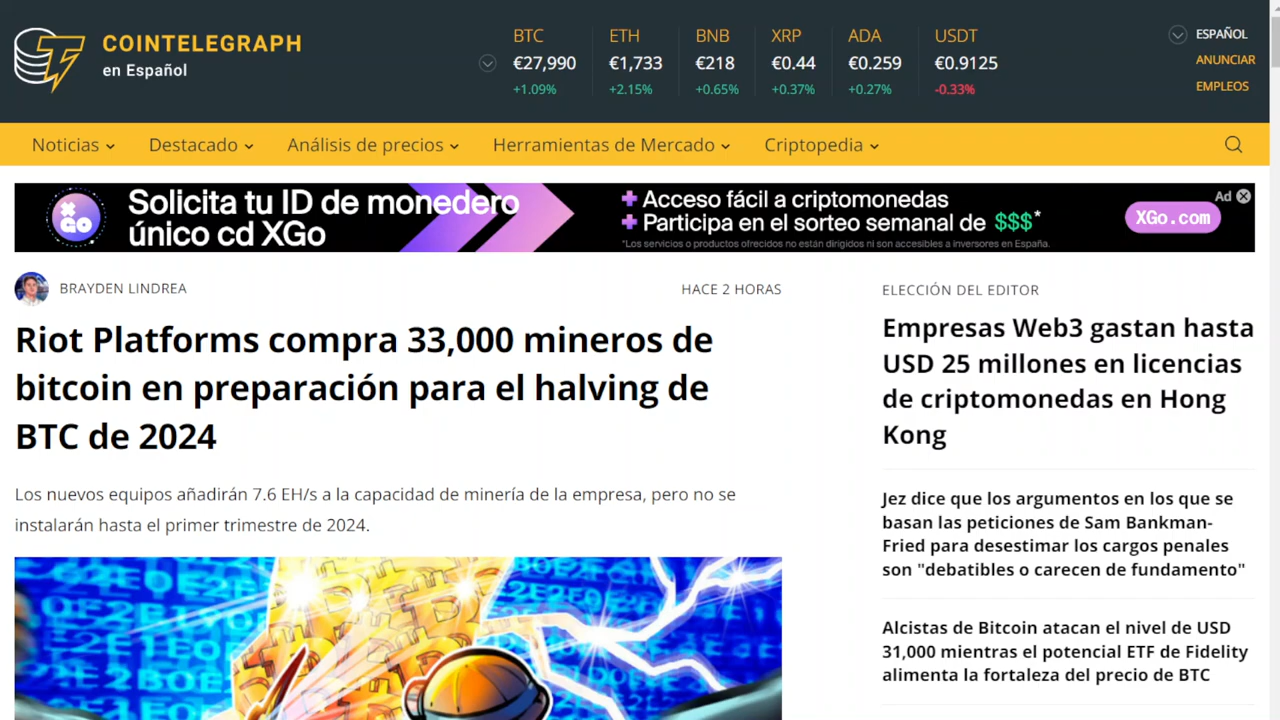 COINTELEGRAPH
en Español
BTC
€27,990
+1.09%
ETH
€1,733
+2.15%
BNB
€218
+0.65%
XRP
€0.44
+0.37%
ADA
€0.259
+0.27%
USDT
€0.9125
-0.33%
ESPAÑOL
ANUNCIAR
EMPLEOS
Noticias
Destacado
Análisis de precios
Herramientas de Mercado
Criptopedia
XGO
Solicita tu ID de monedero
único cd XGo
+ Acceso fácil a criptomonedas
+ Participa en el sorteo semanal de $$$*
*Los servicios o productos ofrecidos no están dirigidos ni son accesibles a inversores en España.
XGo.com
Ad
BRAYDEN LINDREA
HACE 2 HORAS
Riot Platforms compra 33,000 mineros de
bitcoin en preparación para el halving de
BTC de 2024
Los nuevos equipos añadirán 7.6 EH/s a la capacidad de minería de la empresa, pero no se
instalarán hasta el primer trimestre de 2024.
ELECCIÓN DEL EDITOR
Empresas Web3 gastan hasta
USD 25 millones en licencias
de criptomonedas en Hong
Kong
Jez dice que los argumentos en los que se
basan las peticiones de Sam Bankman-
Fried para desestimar los cargos penales
son "debatibles o carecen de fundamento"
Alcistas de Bitcoin atacan el nivel de USD
31,000 mientras el potencial ETF de Fidelity
alimenta la fortaleza del precio de BTC